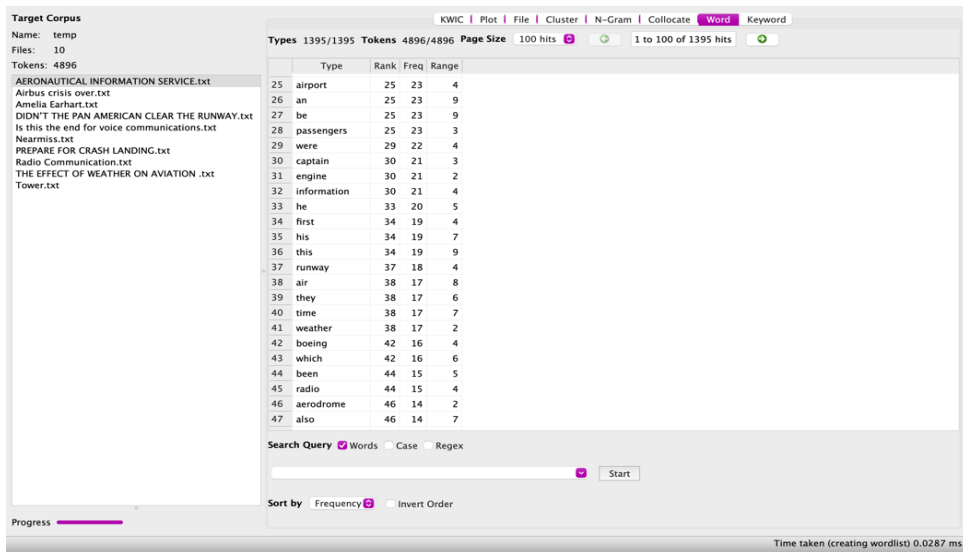 Target Corpus
Name: temp
Files: 10
Tokens: 4896
AERONAUTICAL INFORMATION SERVICE.txt
Airbus crisis over.txt
Amelia Earhart.txt
DIDN'T THE PAN AMERICAN CLEAR THE RUNWAY.txt
Is this the end for voice communications.txt
Nearmiss.txt
PREPARE FOR CRASH LANDING.txt
Radio Communication.txt
THE EFFECT OF WEATHER ON AVIATION .txt
Tower.txt
Progress
KWIC Plot File Cluster N-Gram Collocate Word Keyword
Types 1395/1395 Tokens 4896/4896 Page Size 100 hits 1 to 100 of 1395 hits
Type Rank Freq Range
25 airport 25 23 4
26 an 25 23 9
27 be 25 23 9
28 passengers 25 23 3
29 were 29 22 4
30 captain 30 21 3
31 engine 30 21 2
32 information 30 21 4
33 he 33 20 5
34 first 34 19 4
35 his 34 19 7
36 this 34 19 9
37 runway 37 18 4
38 air 38 17 8
39 they 38 17 6
40 time 38 17 7
41 weather 38 17 2
42 boeing 42 16 4
43 which 42 16 6
44 been 44 15 5
45 radio 44 15 4
46 aerodrome 46 14 2
47 also 46 14 7
Search Query Words Case Regex
Start
Sort by Frequency Invert Order
Time taken (creating wordlist) 0.0287 ms